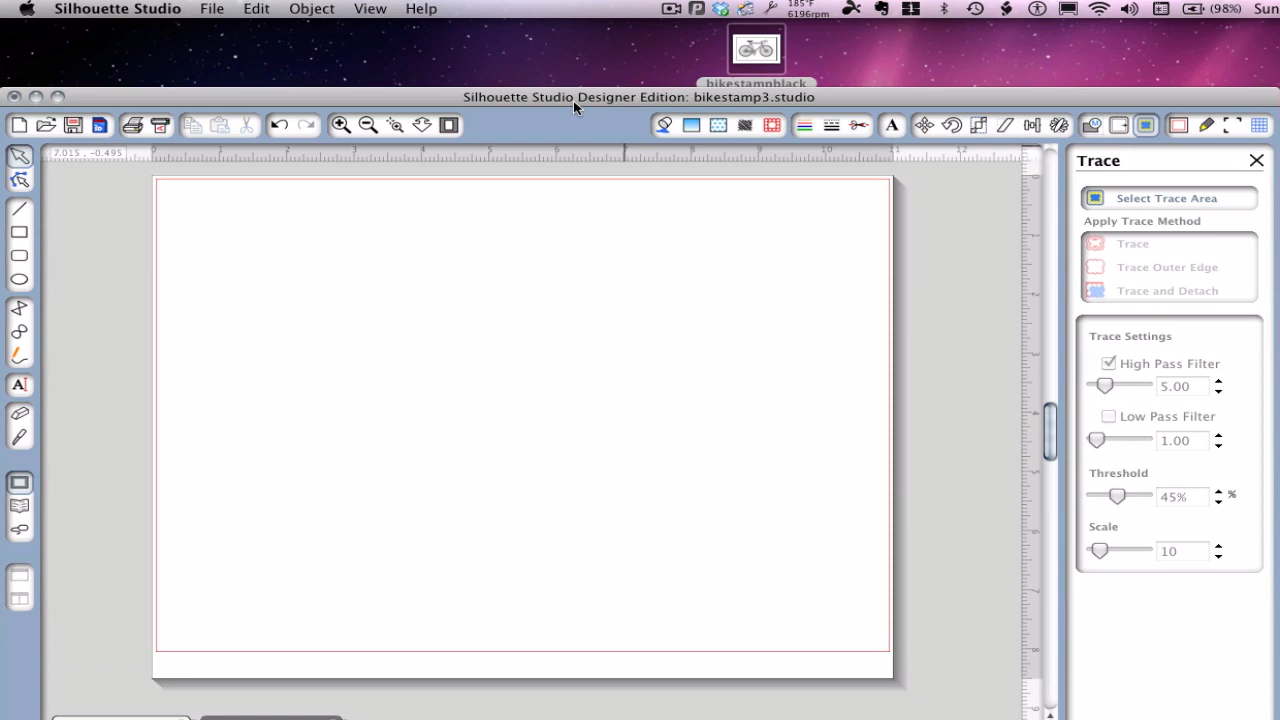 Silhouette Studio File Edit Object View Help 185°F 6196rpm (98%) Sun
bikestampblack
Silhouette Studio Designer Edition: bikestamp3.studio
7.015 , -0.495
Trace
Select Trace Area
Apply Trace Method
Trace
Trace Outer Edge
Trace and Detach
Trace Settings
High Pass Filter
5.00
Low Pass Filter
1.00
Threshold
45% %
Scale
10